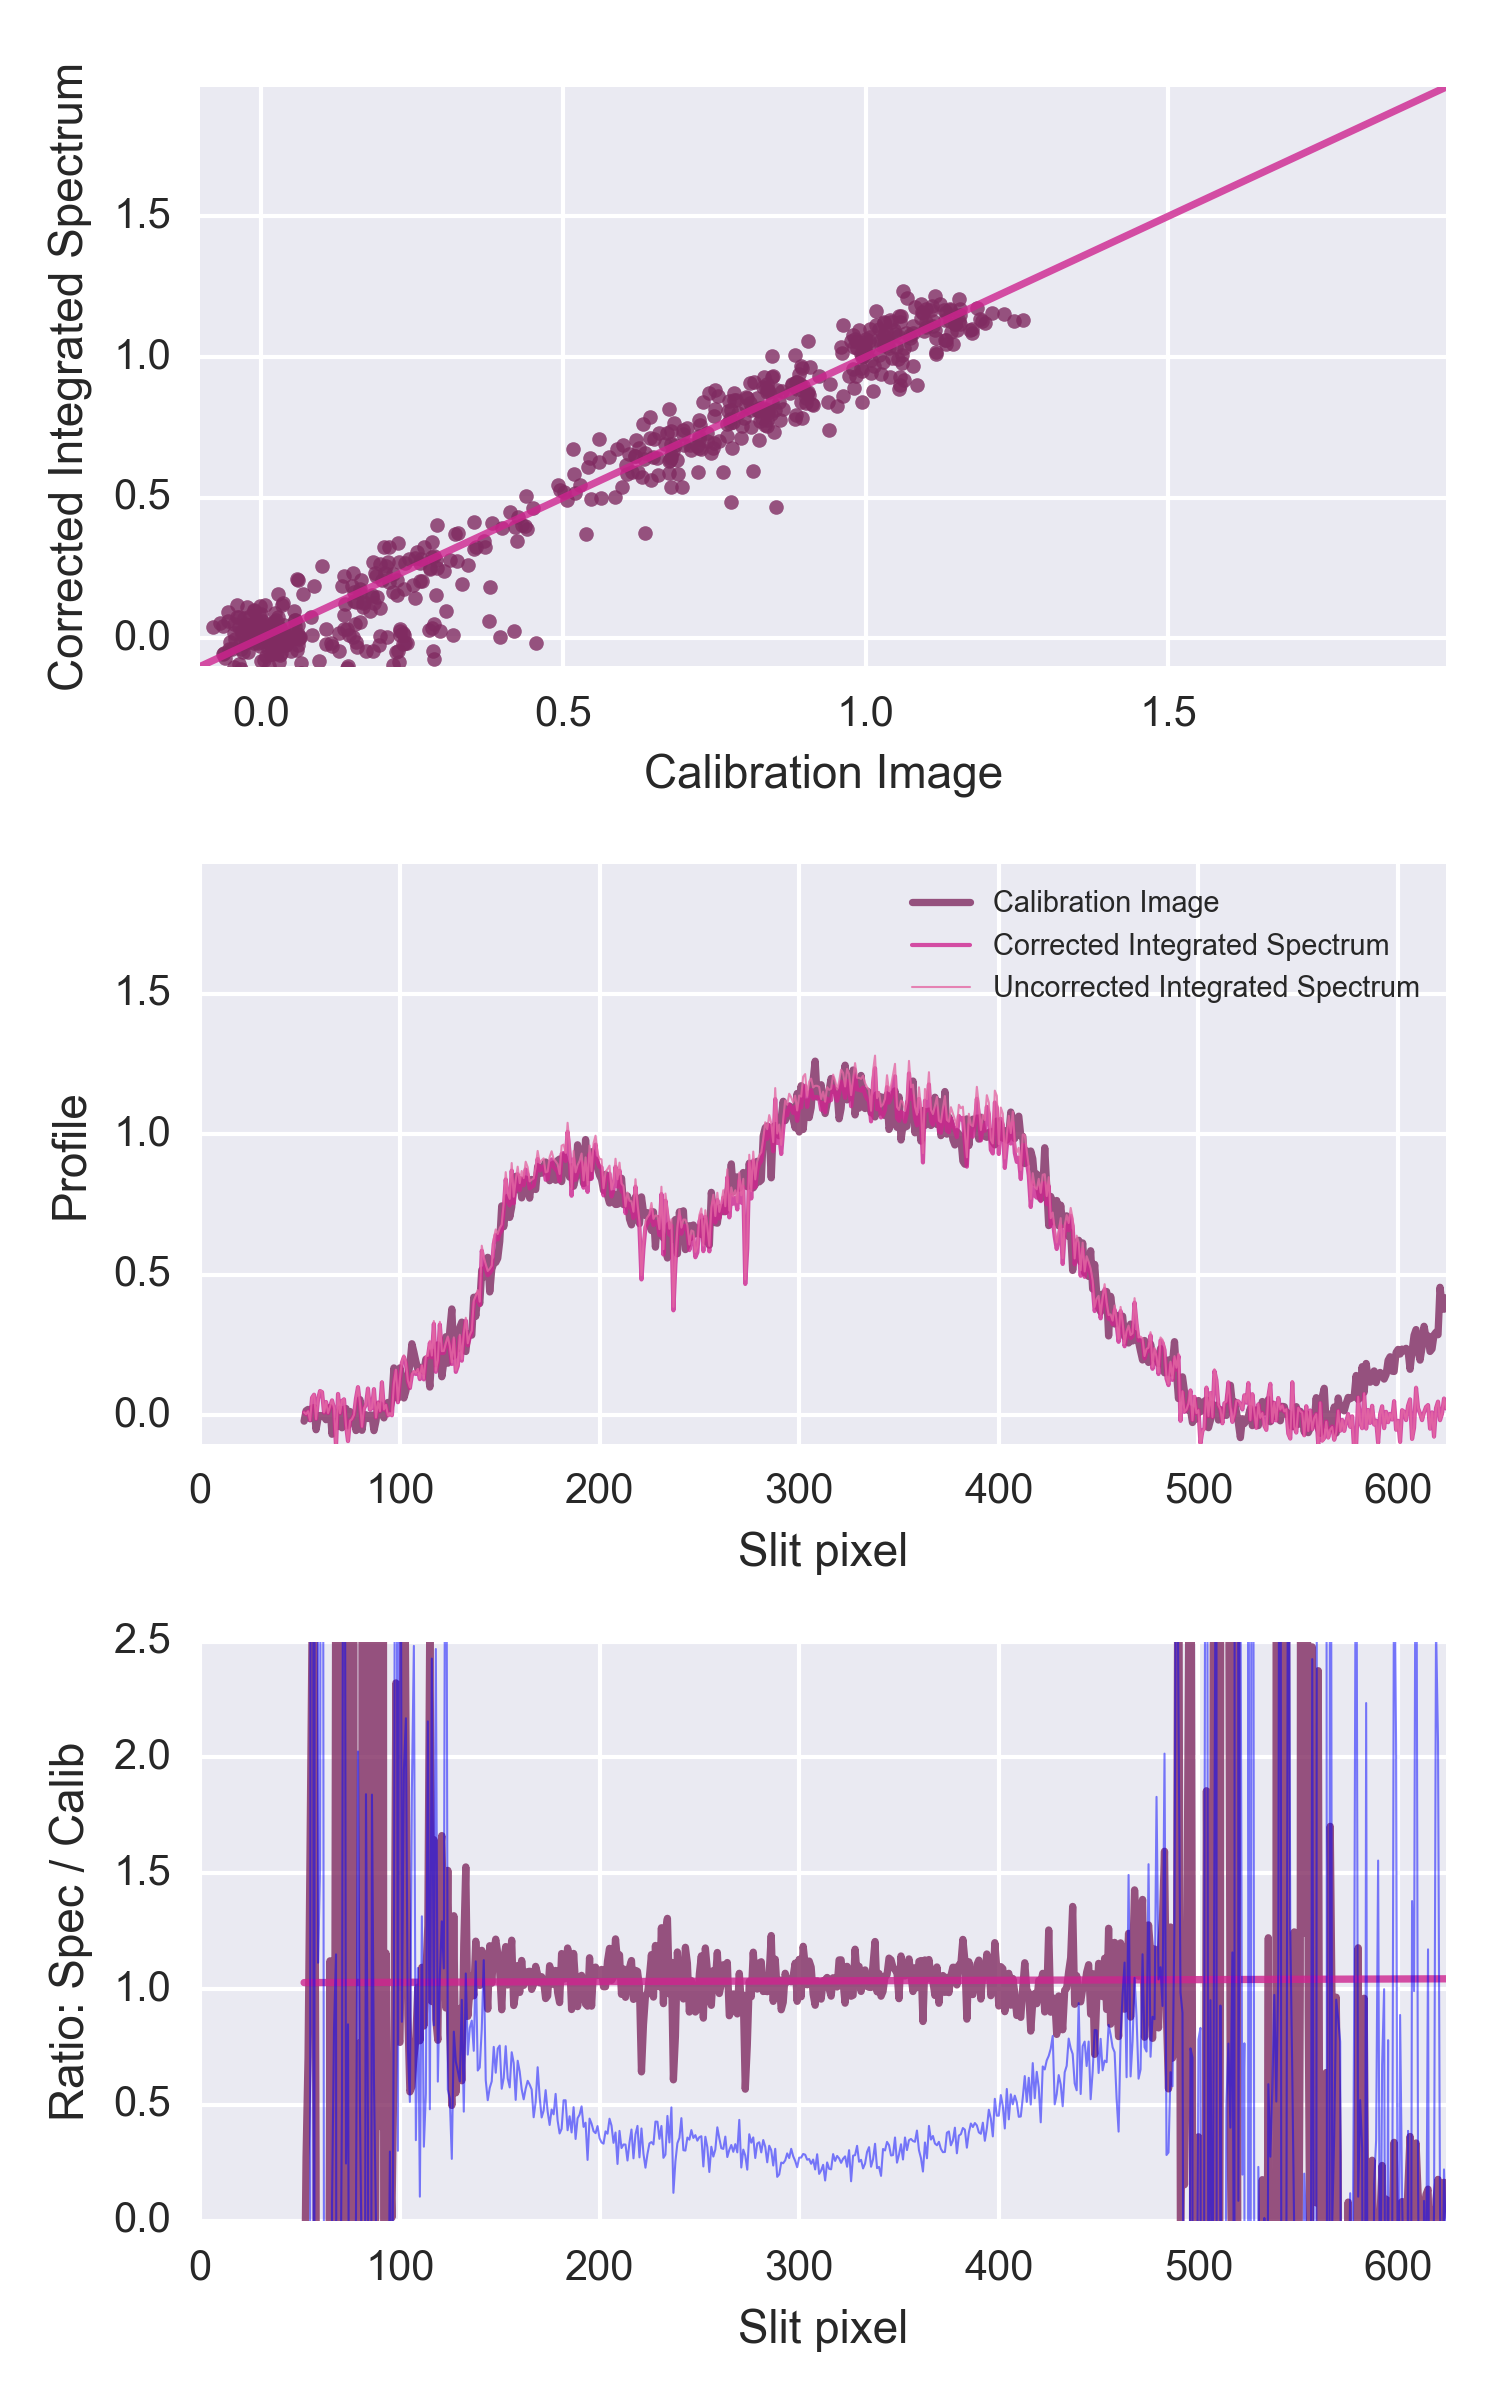 Corrected Integrated Spectrum
1.5
1.0
0.5
0.0
0.0 0.5 1.0 1.5
Calibration Image
Profile
Calibration Image
Corrected Integrated Spectrum
Uncorrected Integrated Spectrum
1.5
1.0
0.5
0.0
0 100 200 300 400 500 600
Slit pixel
Ratio: Spec / Calib
2.5
2.0
1.5
1.0
0.5
0.0
0 100 200 300 400 500 600
Slit pixel